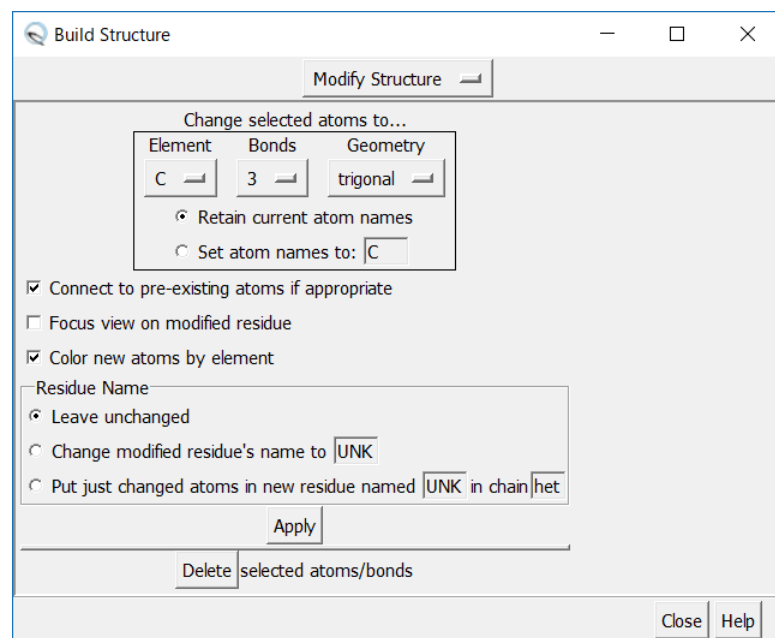 Build Structure
Modify Structure
Change selected atoms to...
Element Bonds Geometry
C 3 trigonal
Retain current atom names
Set atom names to: C
Connect to pre-existing atoms if appropriate
Focus view on modified residue
Color new atoms by element
Residue Name
Leave unchanged
Change modified residue's name to UNK
Put just changed atoms in new residue named UNK in chain het
Apply
Delete selected atoms/bonds
Close Help